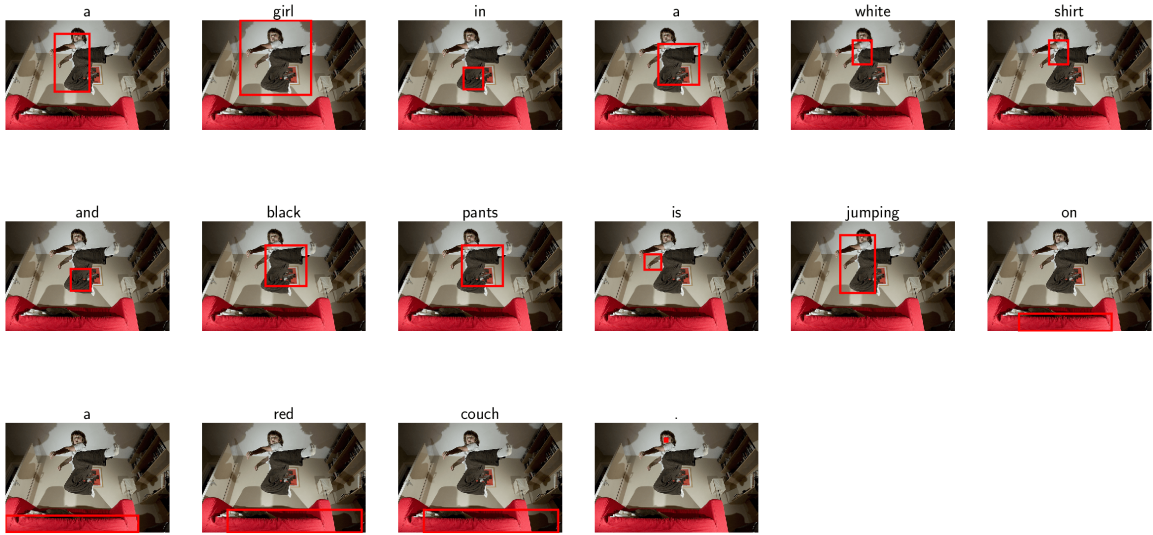 a girl in a white shirt
and black pants is jumping on
a red couch .